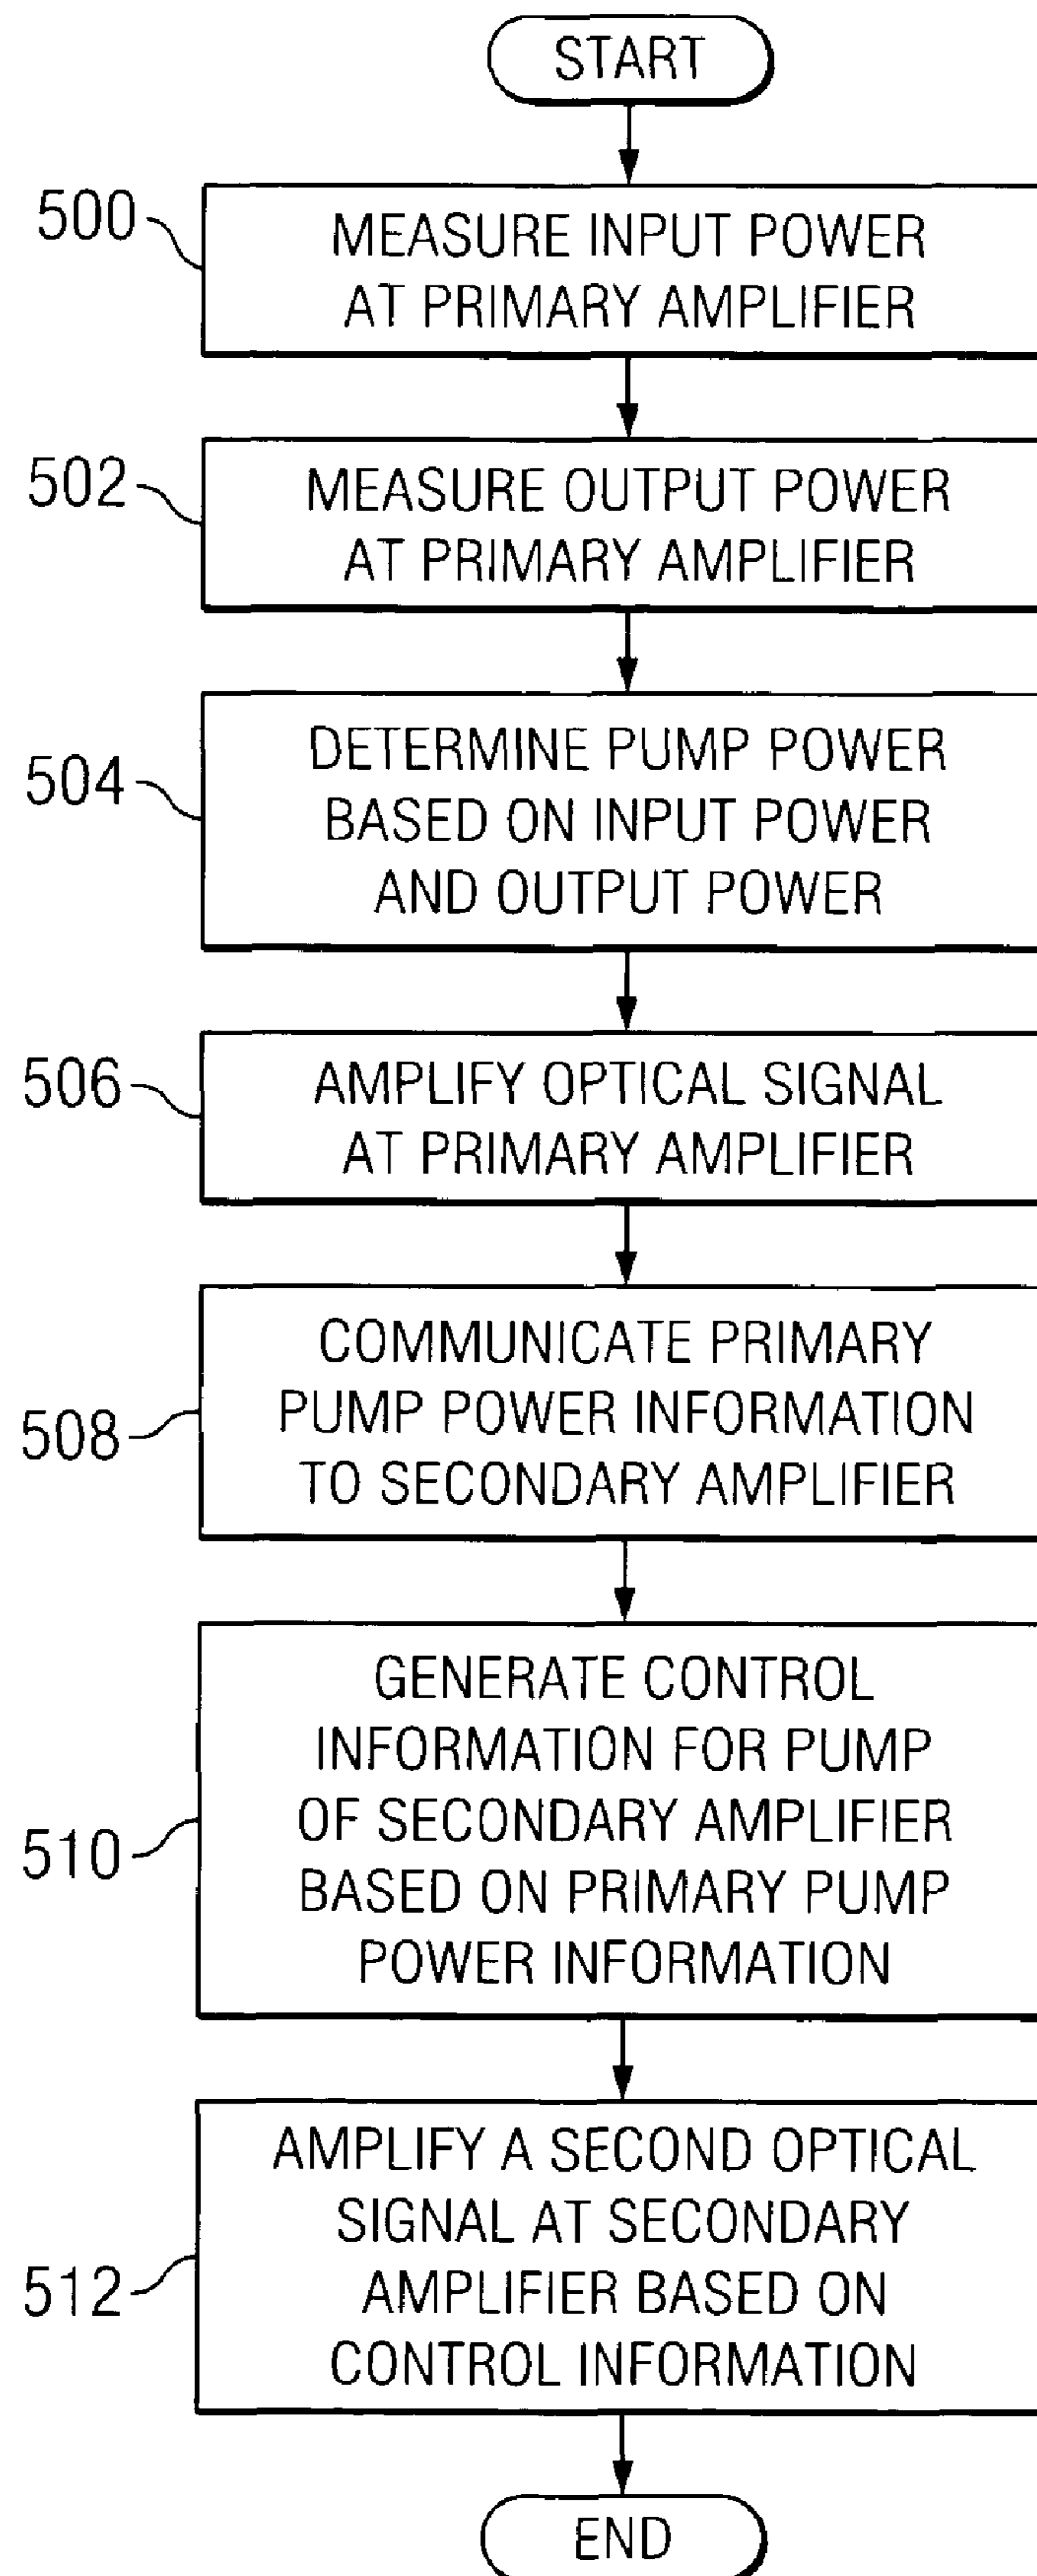 START
500
MEASURE INPUT POWER
AT PRIMARY AMPLIFIER
502
MEASURE OUTPUT POWER
AT PRIMARY AMPLIFIER
504
DETERMINE PUMP POWER
BASED ON INPUT POWER
AND OUTPUT POWER
506
AMPLIFY OPTICAL SIGNAL
AT PRIMARY AMPLIFIER
508
COMMUNICATE PRIMARY
PUMP POWER INFORMATION
TO SECONDARY AMPLIFIER
510
GENERATE CONTROL
INFORMATION FOR PUMP
OF SECONDARY AMPLIFIER
BASED ON PRIMARY PUMP
POWER INFORMATION
512
AMPLIFY A SECOND OPTICAL
SIGNAL AT SECONDARY
AMPLIFIER BASED ON
CONTROL INFORMATION
END